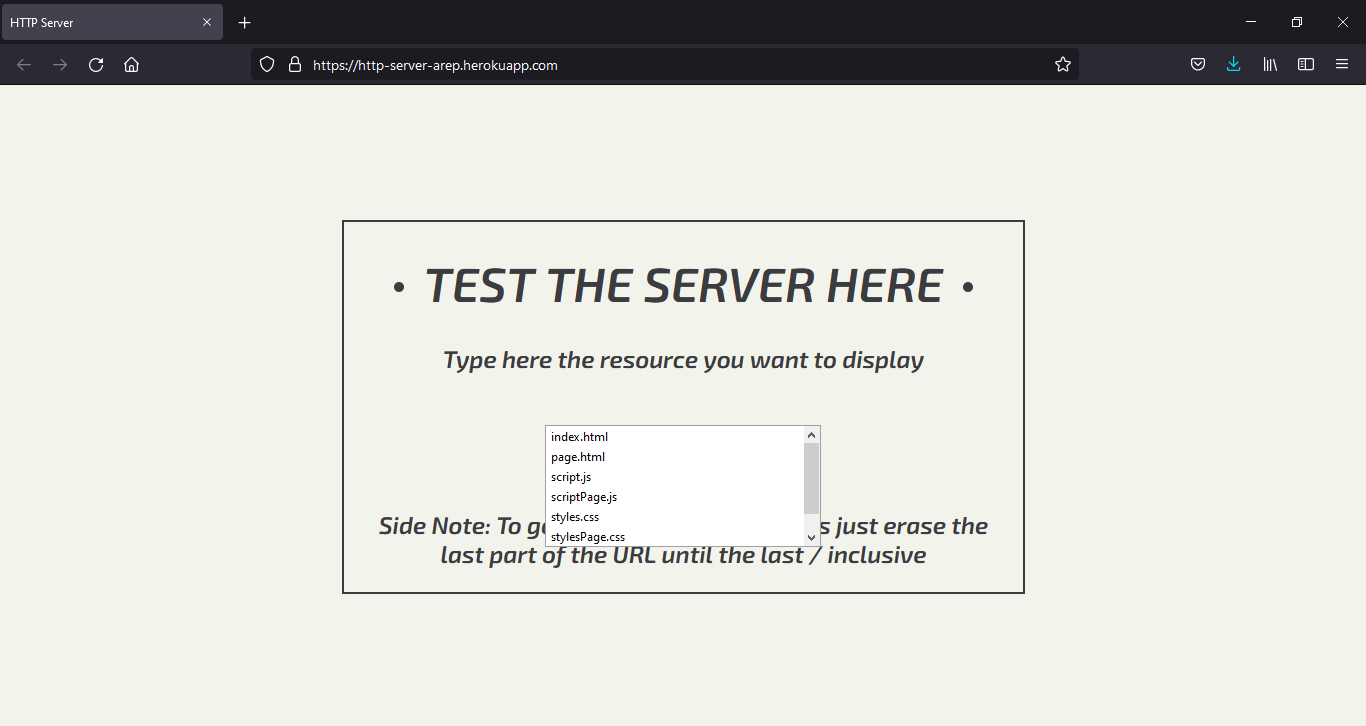 HTTP Server
https://http-server-arep.herokuapp.com
• TEST THE SERVER HERE •
Type here the resource you want to display
index.html
page.html
script.js
scriptPage.js
styles.css
stylesPage.css
Side Note: To just erase the
last part of the URL until the last / inclusive